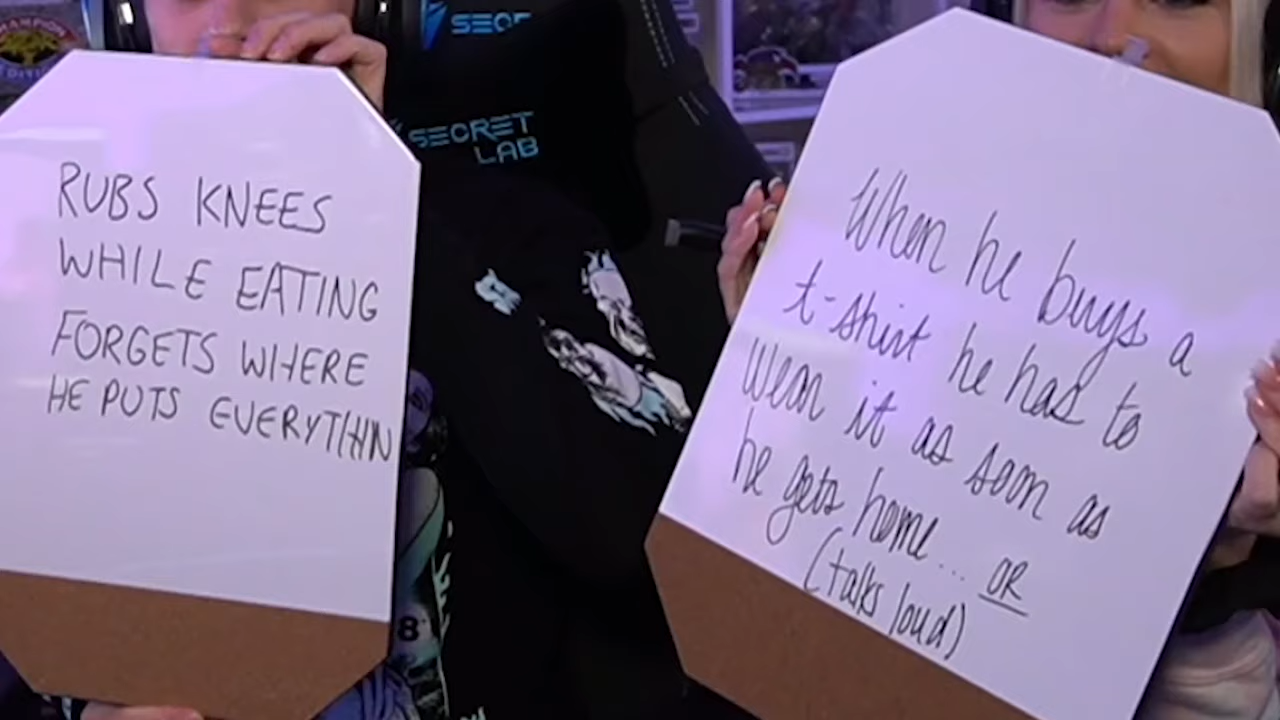 SECRET
LAB
RUBS KNEES
WHILE EATING
FORGETS WHERE
HE PUTS EVERYTHIN
When he buys a
t-shirt he has to
wear it as soon as
he gets home... OR
(talks loud)
8